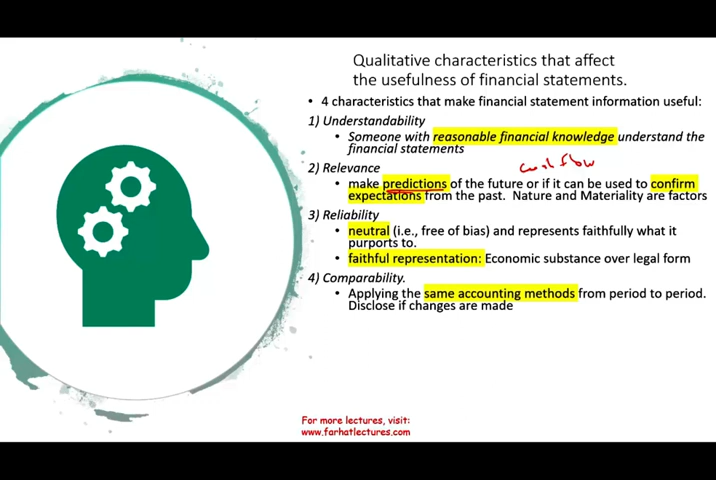 Qualitative characteristics that affect
the usefulness of financial statements.
• 4 characteristics that make financial statement information useful:
1) Understandability
• Someone with reasonable financial knowledge understand the
financial statements
cash flow
2) Relevance
• make predictions of the future or if it can be used to confirm
expectations from the past. Nature and Materiality are factors
3) Reliability
• neutral (i.e., free of bias) and represents faithfully what it
purports to.
• faithful representation: Economic substance over legal form
4) Comparability.
• Applying the same accounting methods from period to period.
Disclose if changes are made
For more lectures, visit:
www.farhatlectures.com